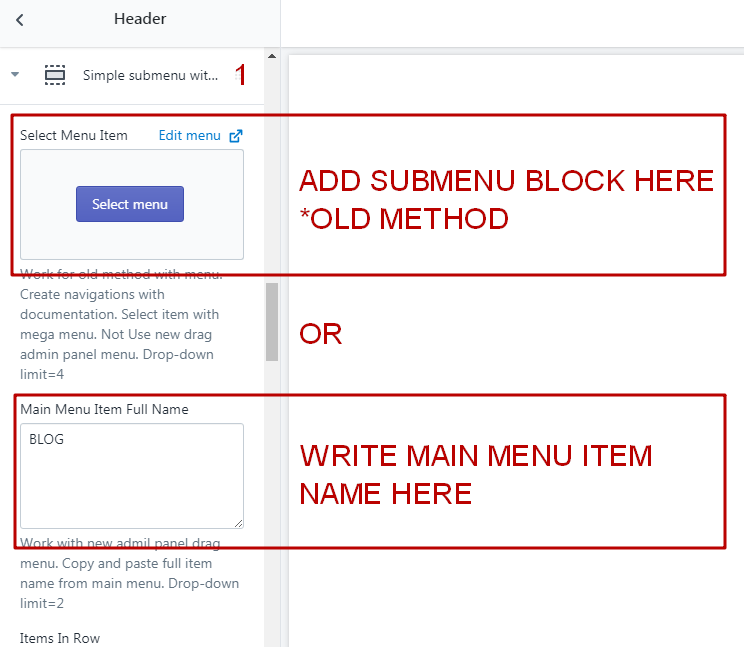 Header
Simple submenu wit... 1
Select Menu Item Edit menu
Select menu
ADD SUBMENU BLOCK HERE
*OLD METHOD
Work for old method with menu.
Create navigations with
documentation. Select item with
mega menu. Not Use new drag
admin panel menu. Drop-down
limit=4
OR
Main Menu Item Full Name
BLOG
WRITE MAIN MENU ITEM
NAME HERE
Work with new admil panel drag
menu. Copy and paste full item
name from main menu. Drop-down
limit=2
Items In Row